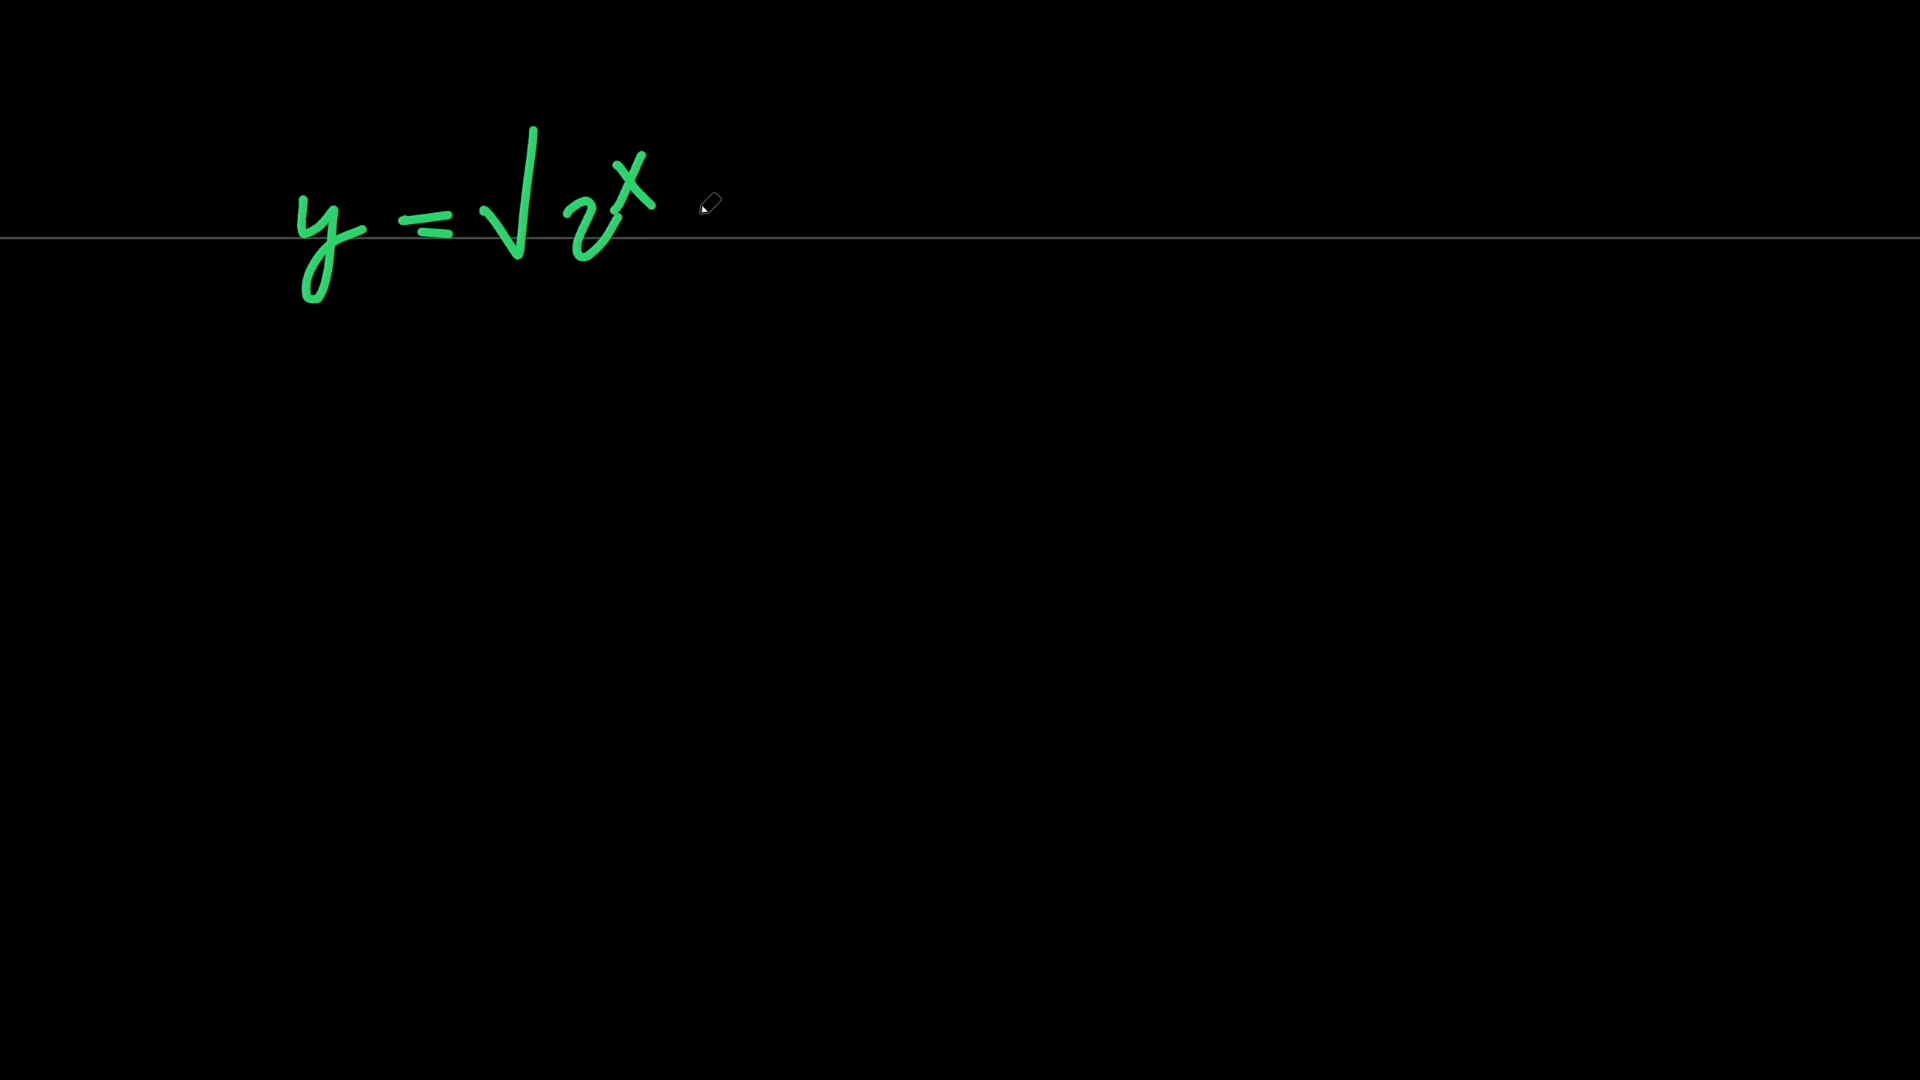 y = √2^x